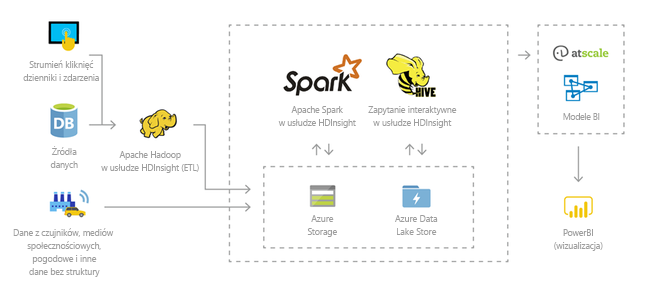 Strumień kliknięć
dzienniki i zdarzenia
DB
Źródła
danych
Dane z czujników, mediów
społecznościowych,
pogodowe i inne
dane bez struktury
Apache Hadoop
w usłudze HDInsight (ETL)
Spark
Apache Spark
w usłudze HDInsight
HIVE
Zapytanie interaktywne
w usłudze HDInsight
Azure
Storage
Azure Data
Lake Store
atscale
Modele BI
PowerBI
(wizualizacja)